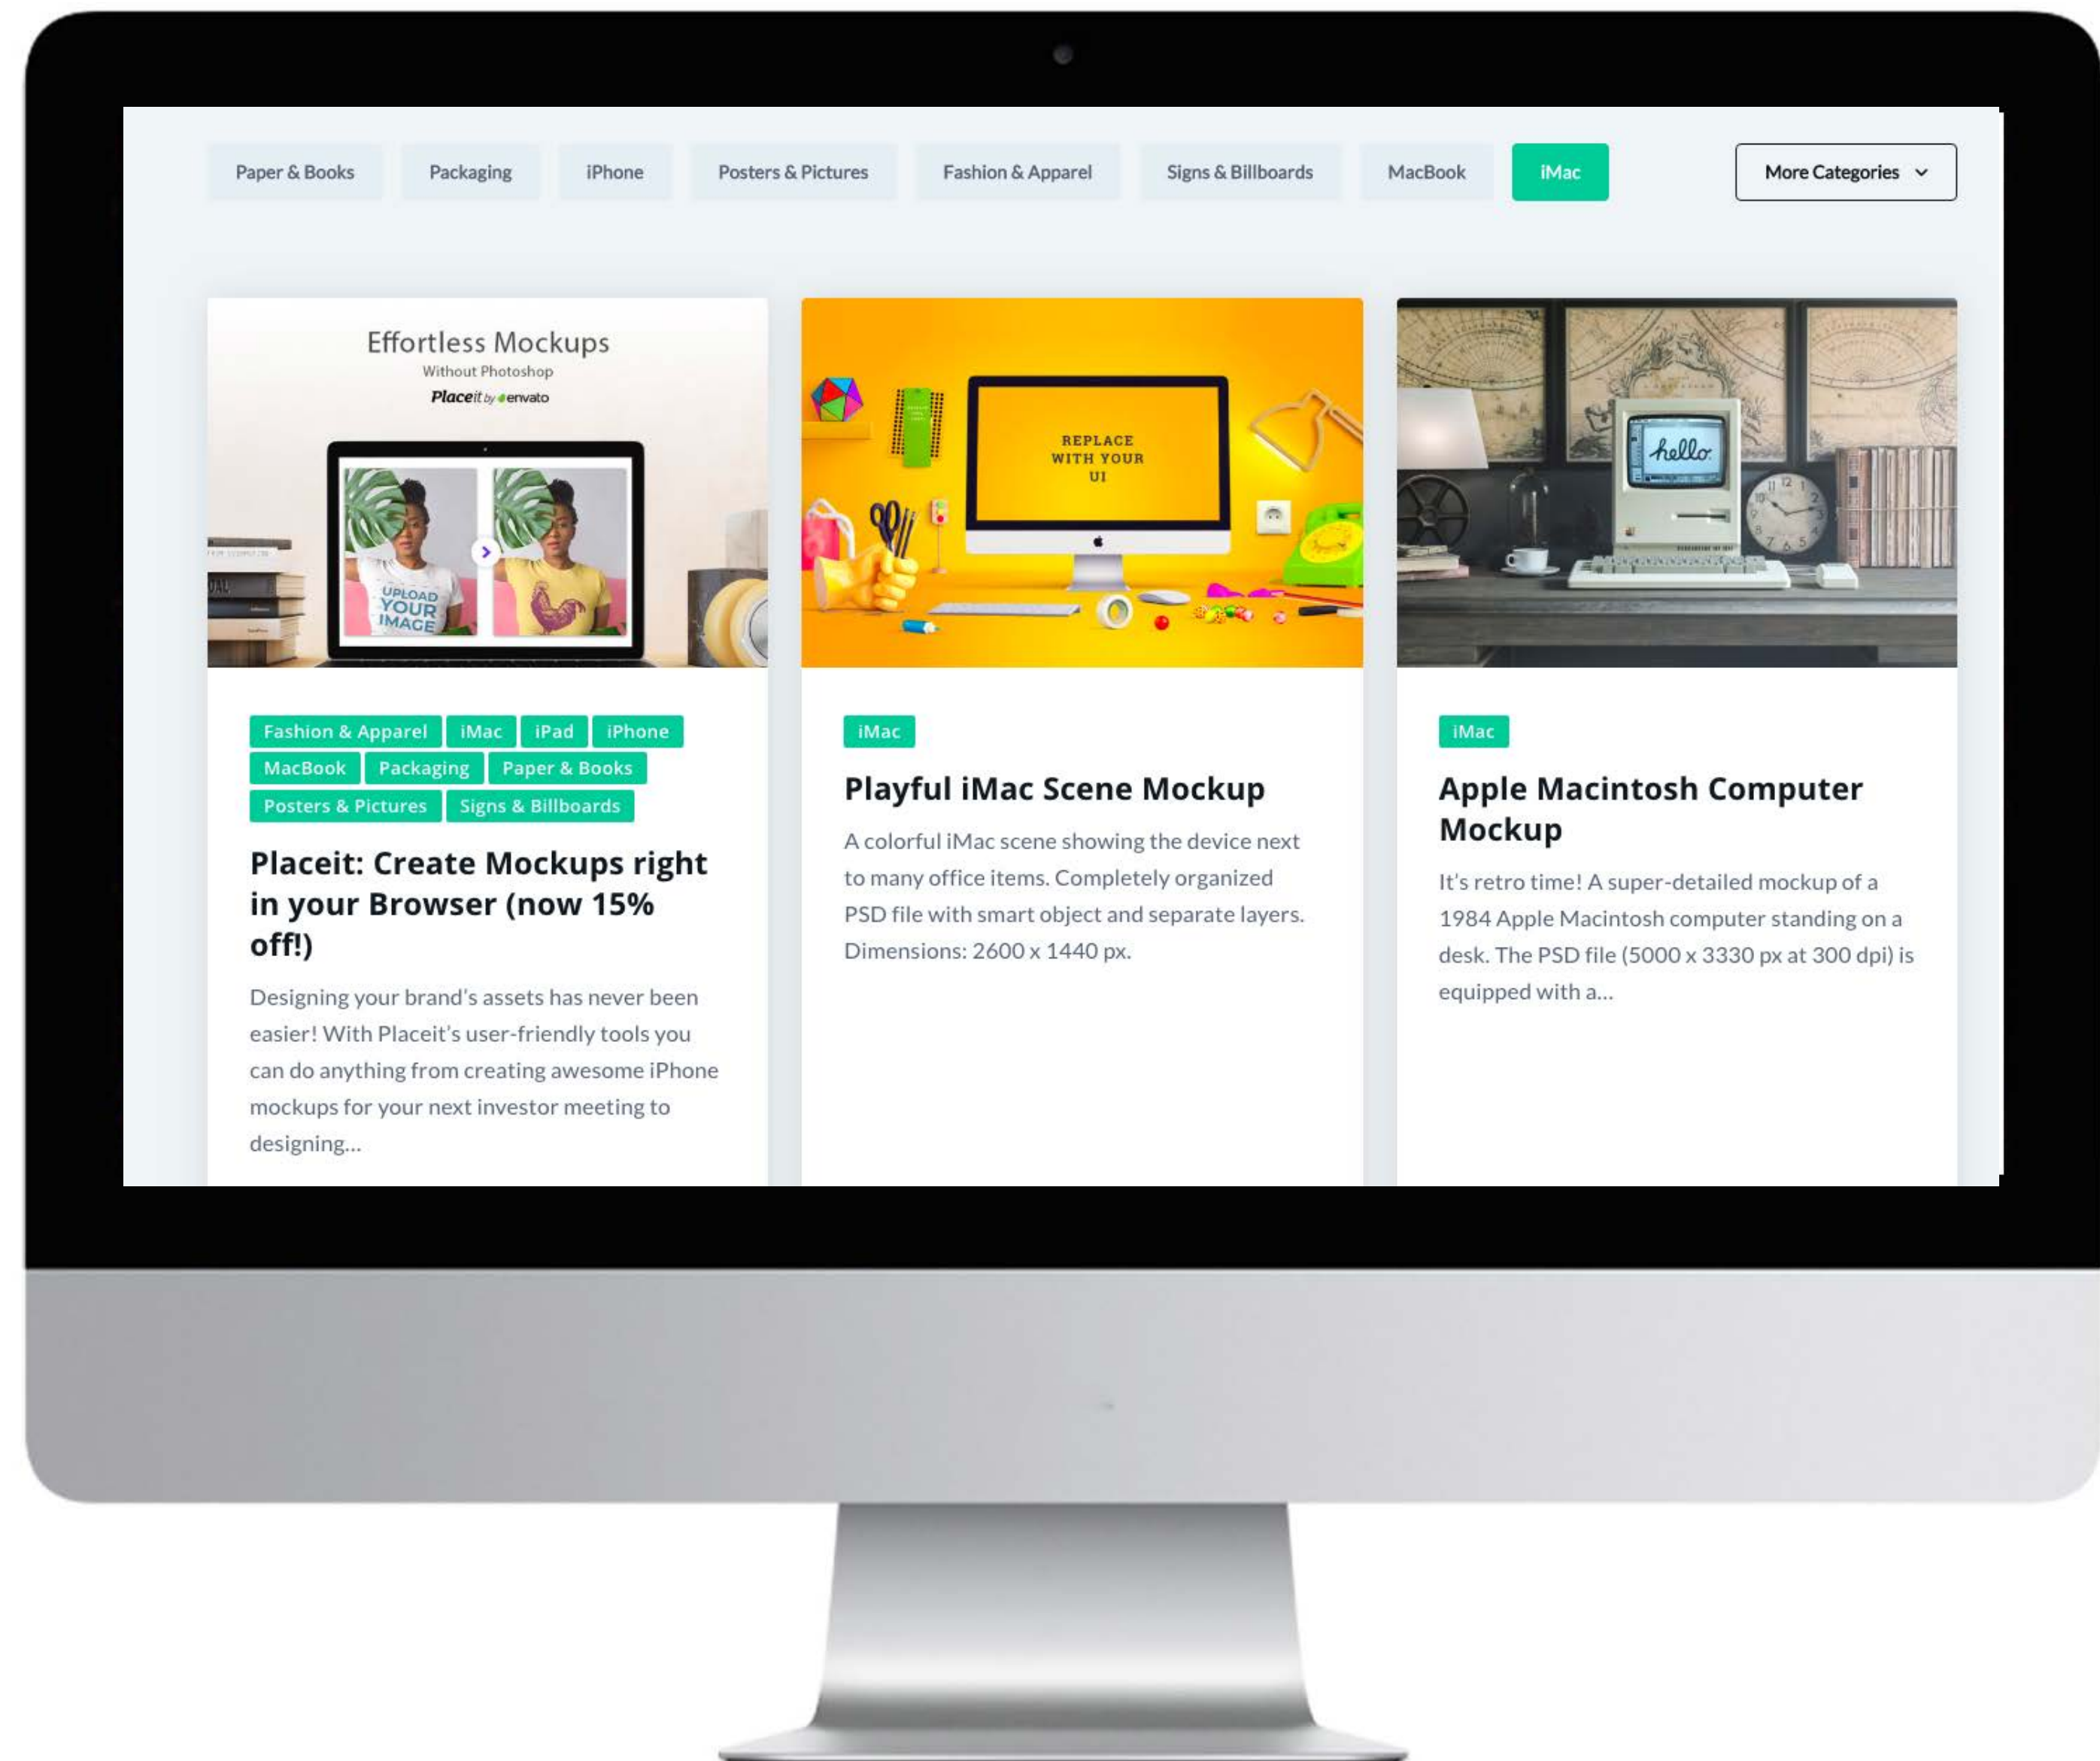 Paper & Books
Packaging
iPhone
Posters & Pictures
Fashion & Apparel
Signs & Billboards
MacBook
iMac
More Categories
Effortless Mockups
Without Photoshop
Placeit by envato
UPLOAD
YOUR
IMAGE
Fashion & Apparel
iMac
iPad
iPhone
MacBook
Packaging
Paper & Books
Posters & Pictures
Signs & Billboards
Placeit: Create Mockups right
in your Browser (now 15%
off!)
Designing your brand's assets has never been
easier! With Placeit's user-friendly tools you
can do anything from creating awesome iPhone
mockups for your next investor meeting to
designing...
REPLACE
WITH YOUR
UI
iMac
Playful iMac Scene Mockup
A colorful iMac scene showing the device next
to many office items. Completely organized
PSD file with smart object and separate layers.
Dimensions: 2600 x 1440 px.
hello.
iMac
Apple Macintosh Computer
Mockup
It's retro time! A super-detailed mockup of a
1984 Apple Macintosh computer standing on a
desk. The PSD file (5000 x 3330 px at 300 dpi) is
equipped with a...